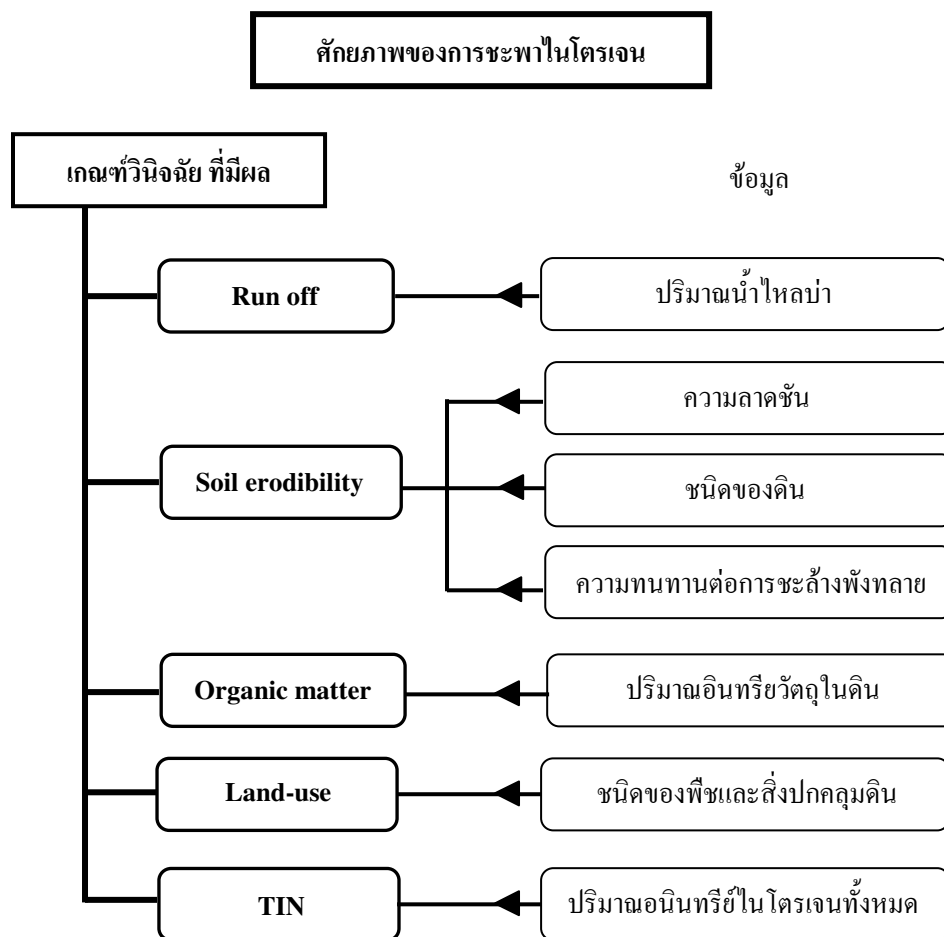 ศักยภาพของการชะพาไนโตรเจน
เกณฑ์วินิจฉัย ที่มีผล
ข้อมูล
Run off
ปริมาณน้ำไหลบ่า
ความลาดชัน
Soil erodibility
ชนิดของดิน
ความทนทานต่อการชะล้างพังทลาย
Organic matter
ปริมาณอินทรียวัตถุในดิน
Land-use
ชนิดของพืชและสิ่งปกคลุมดิน
TIN
ปริมาณอนินทรีย์ไนโตรเจนทั้งหมด